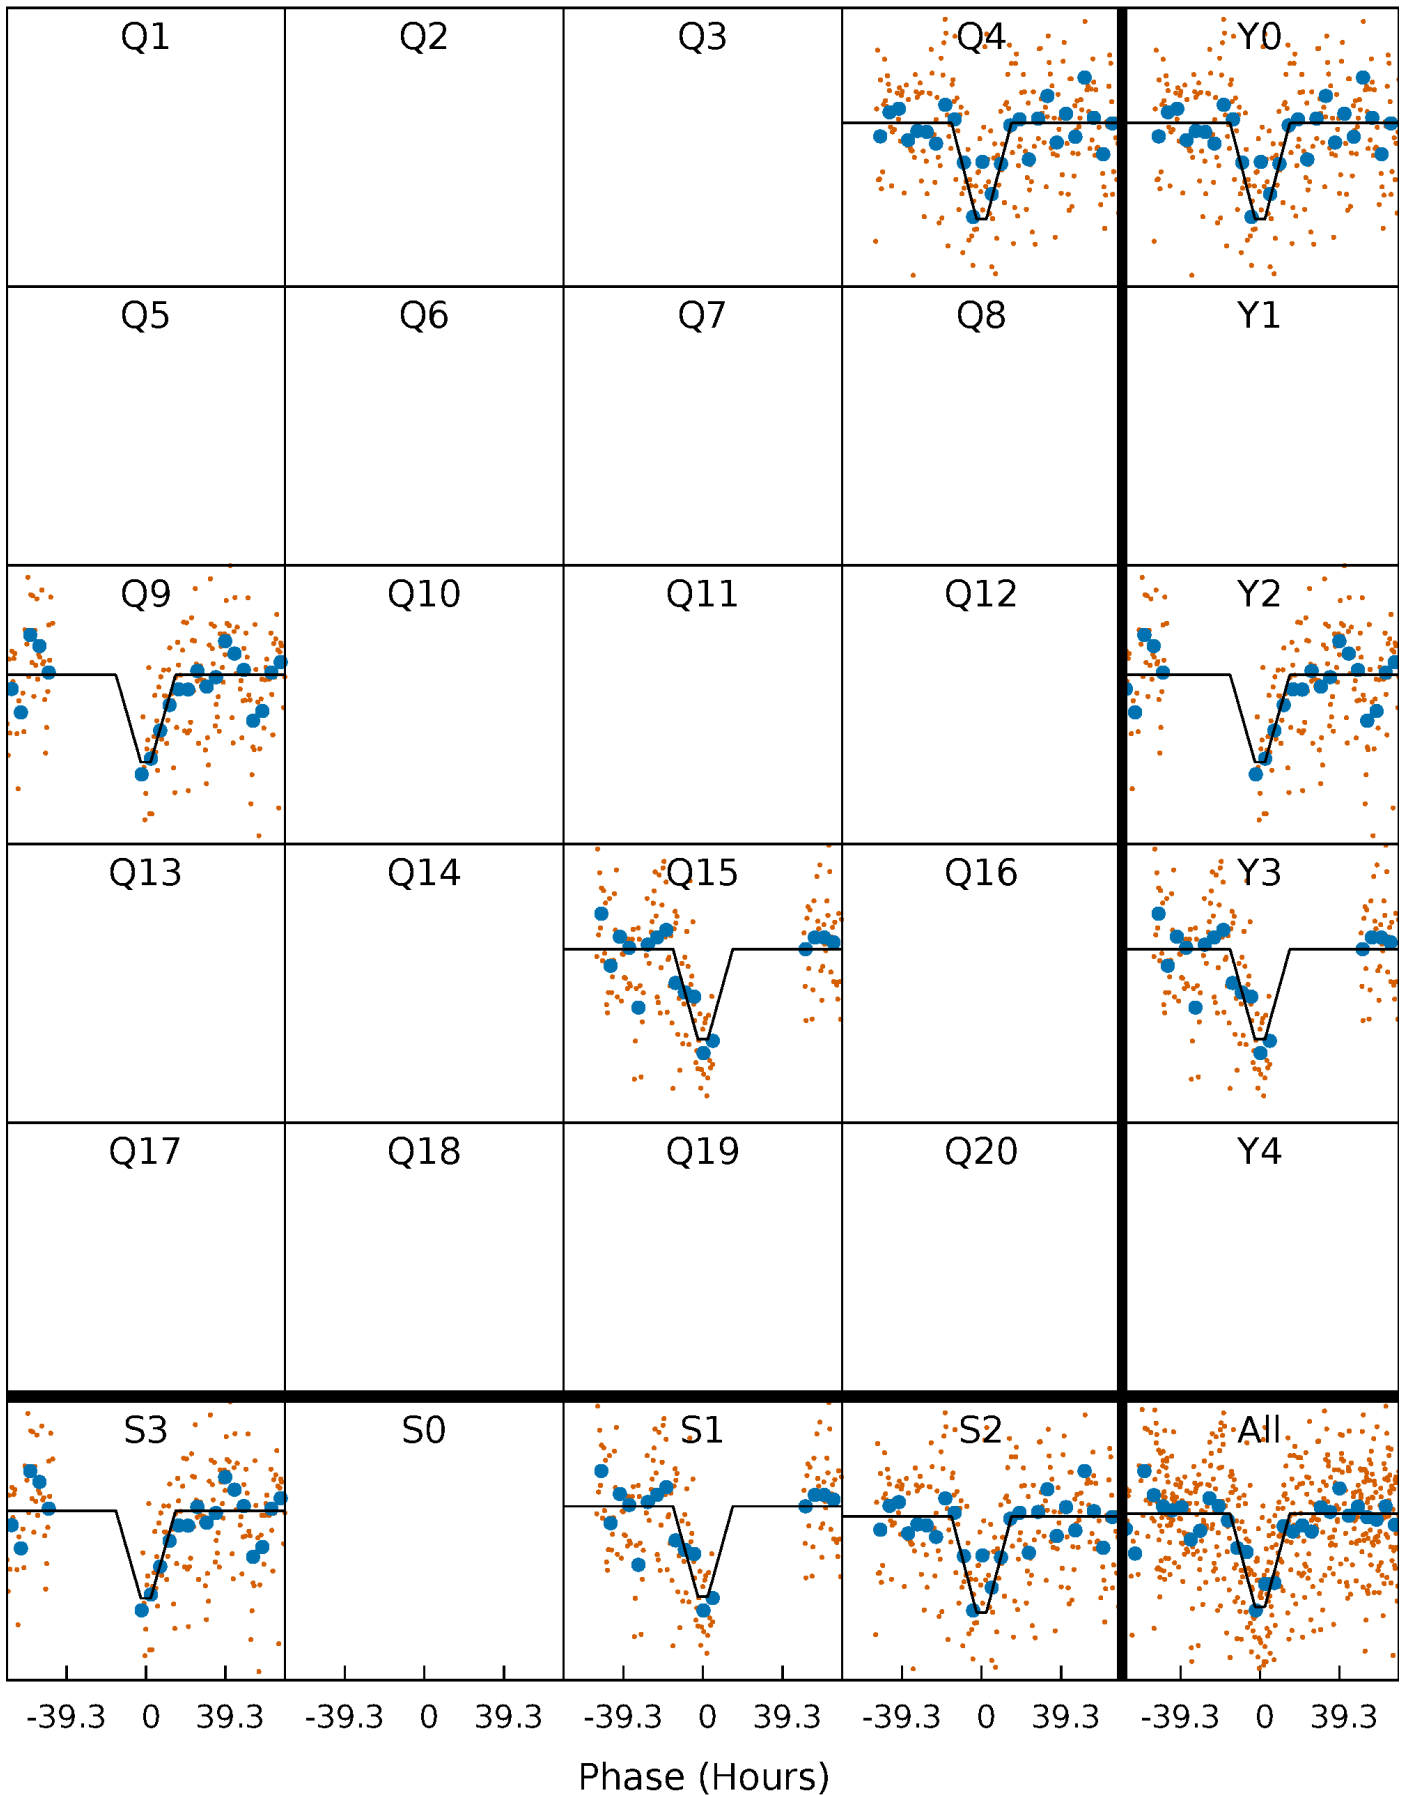 Q1 Q2 Q3 Q4 Y0
Q5 Q6 Q7 Q8 Y1
Q9 Q10 Q11 Q12 Y2
Q13 Q14 Q15 Q16 Y3
Q17 Q18 Q19 Q20 Y4
S3 S0 S1 S2 All
-39.3 0 39.3 -39.3 0 39.3 -39.3 0 39.3 -39.3 0 39.3 -39.3 0 39.3
Phase (Hours)